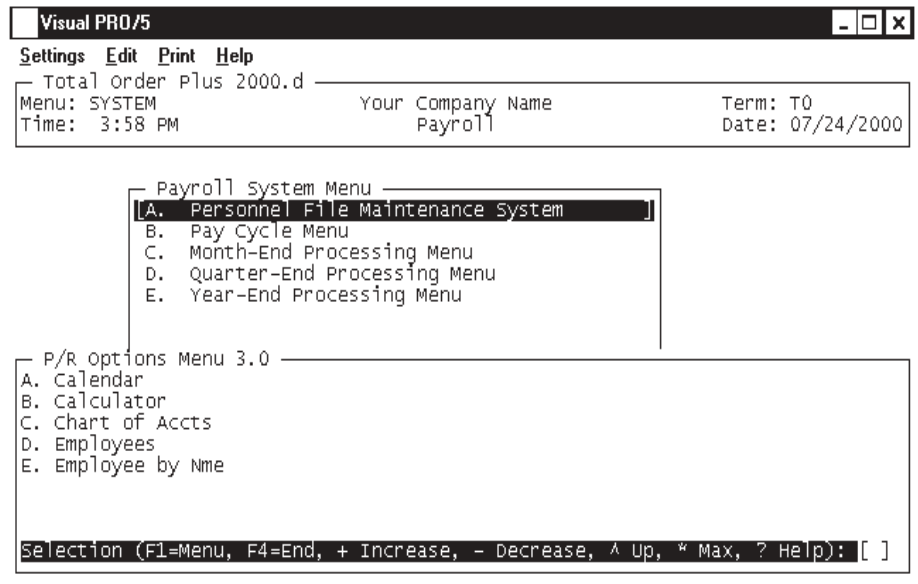 Visual PRO/5
Settings Edit Print Help
Total Order Plus 2000.d
Menu: SYSTEM Your Company Name Term: T0
Time: 3:58 PM Payroll Date: 07/24/2000
Payroll System Menu
[A. Personnel File Maintenance System ]
B. Pay Cycle Menu
C. Month-End Processing Menu
D. Quarter-End Processing Menu
E. Year-End Processing Menu
P/R Options Menu 3.0
A. Calendar
B. Calculator
C. Chart of Accts
D. Employees
E. Employee by Nme
Selection (F1=Menu, F4=End, + Increase, - Decrease, ^ Up, * Max, ? Help): [ ]